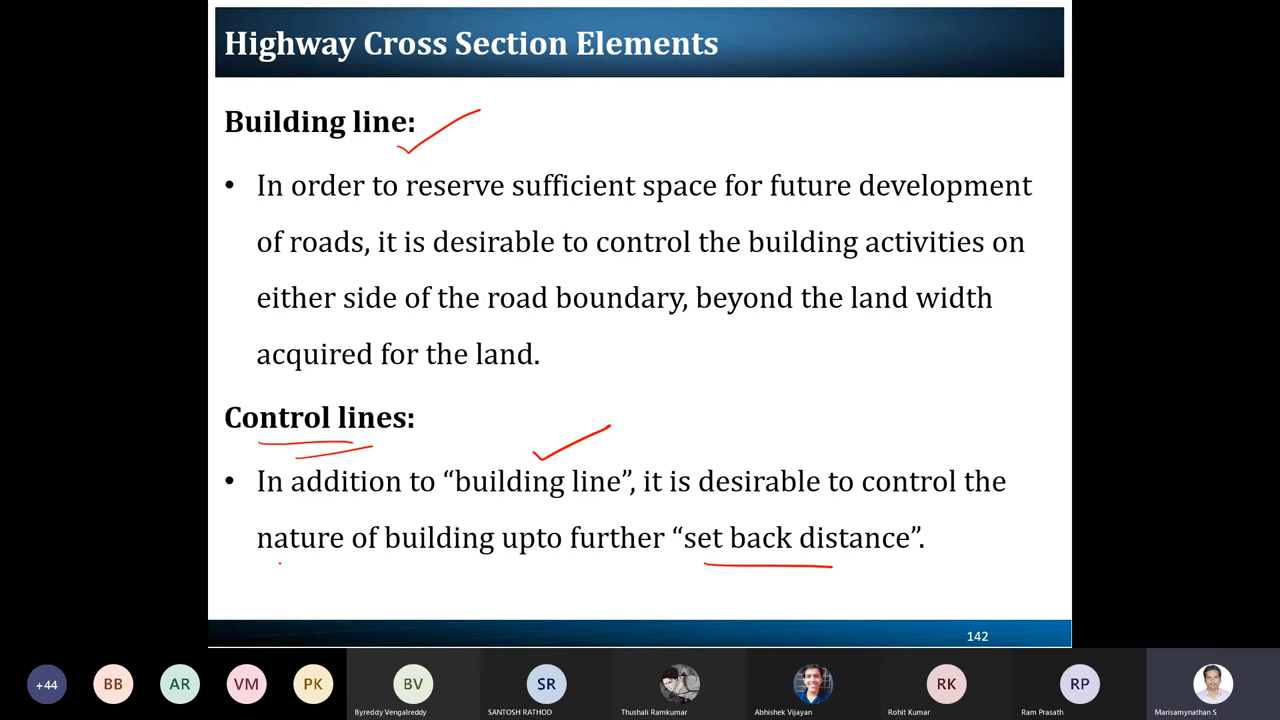 Highway Cross Section Elements
Building line:
• In order to reserve sufficient space for future development
of roads, it is desirable to control the building activities on
either side of the road boundary, beyond the land width
acquired for the land.
Control lines:
• In addition to “building line”, it is desirable to control the
nature of building upto further “set back distance”.
142
+44 BB AR VM PK BV SR RK RP
Byreddy Vengalreddy SANTOSH RATHOD Thushali Ramkumar Abhishek Vijayan Rohit Kumar Ram Prasath Marisamynathan S